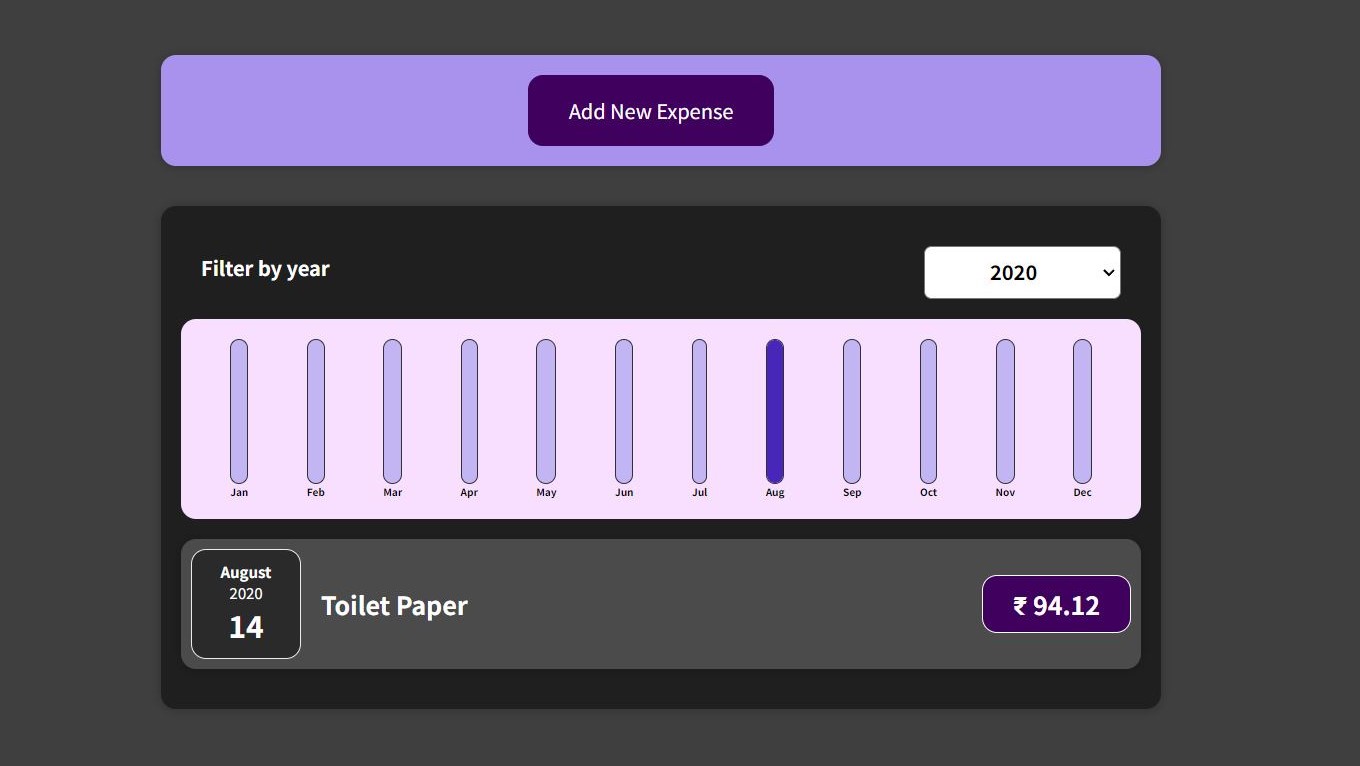 Add New Expense
Filter by year
2020
Jan Feb Mar Apr May Jun Jul Aug Sep Oct Nov Dec
August
2020
14
Toilet Paper
₹ 94.12